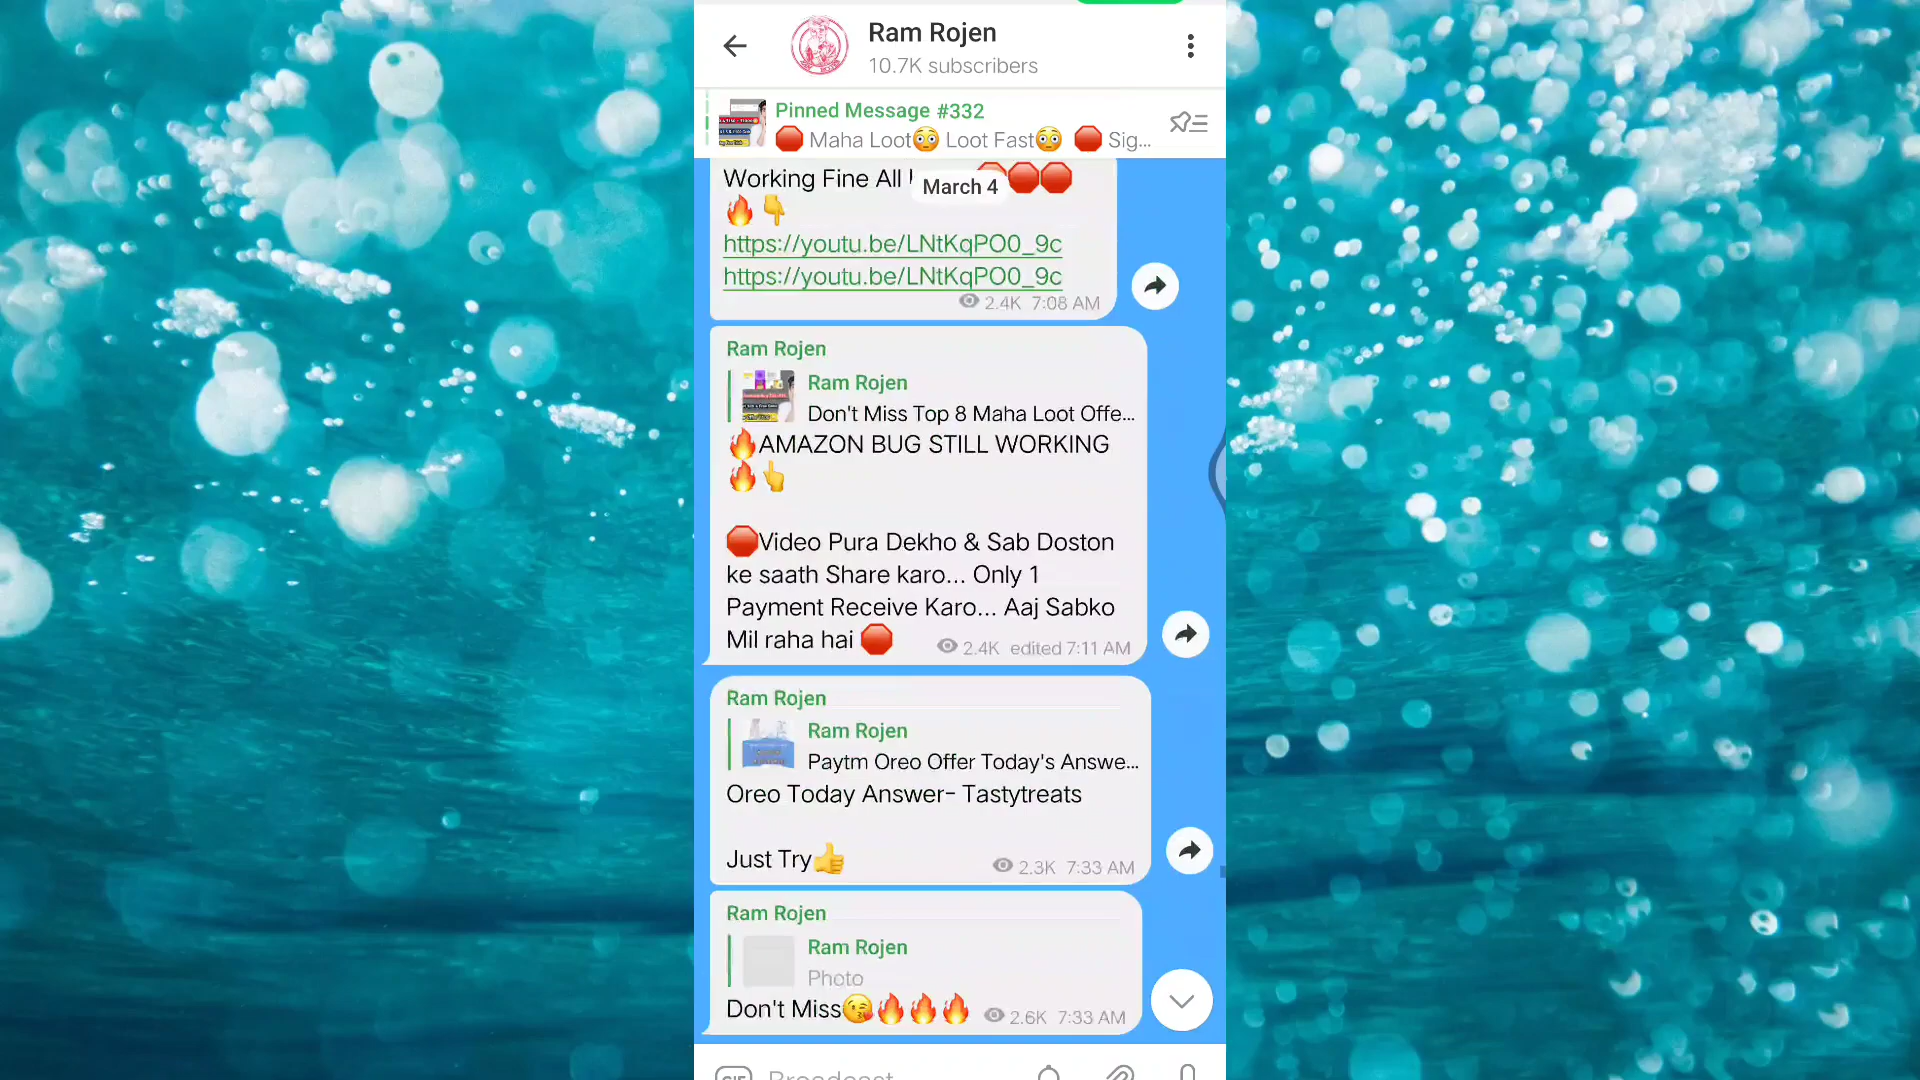 Ram Rojen
10.7K subscribers
Pinned Message #332
🛑 Maha Loot😳 Loot Fast😳 🛑 Sig...
Working Fine All 🛑🛑🛑
March 4
🔥👇
https://youtu.be/LNtKqPO0_9c
https://youtu.be/LNtKqPO0_9c
2.4K 7:08 AM
Ram Rojen
Ram Rojen
Don't Miss Top 8 Maha Loot Offe...
🔥AMAZON BUG STILL WORKING
🔥👆
🛑Video Pura Dekho & Sab Doston
ke saath Share karo... Only 1
Payment Receive Karo... Aaj Sabko
Mil raha hai 🛑
2.4K edited 7:11 AM
Ram Rojen
Ram Rojen
Paytm Oreo Offer Today's Answe...
Oreo Today Answer- Tastytreats
Just Try👍
2.3K 7:33 AM
Ram Rojen
Ram Rojen
Photo
Don't Miss😘🔥🔥🔥
2.6K 7:33 AM
GIF Broadcast